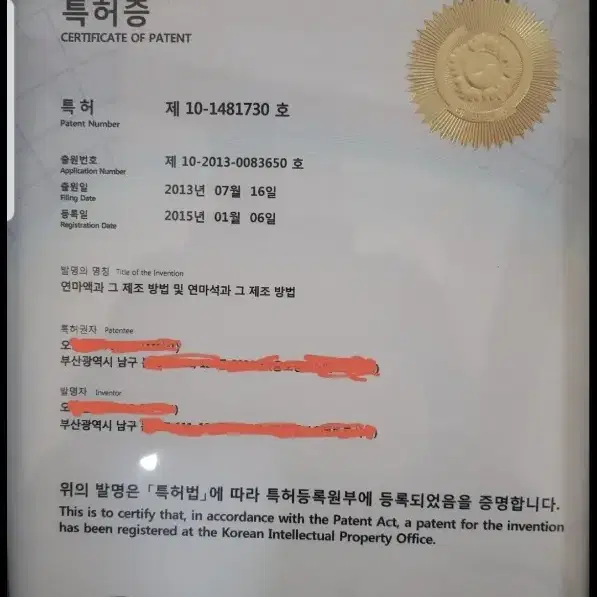 특허증
CERTIFICATE OF PATENT
특 허 제 10-1481730 호
Patent Number
출원번호 제 10-2013-0083650 호
Application Number
출원일 2013년 07월 16일
Filing Date
등록일 2015년 01월 06일
Registration Date
발명의 명칭 Title of the Invention
연마액과 그 제조 방법 및 연마석과 그 제조 방법
특허권자 Patentee
오
부산광역시 남구
발명자 Inventor
오
부산광역시 남구
위의 발명은 「특허법」에 따라 특허등록원부에 등록되었음을 증명합니다.
This is to certify that, in accordance with the Patent Act, a patent for the invention
has been registered at the Korean Intellectual Property Office.